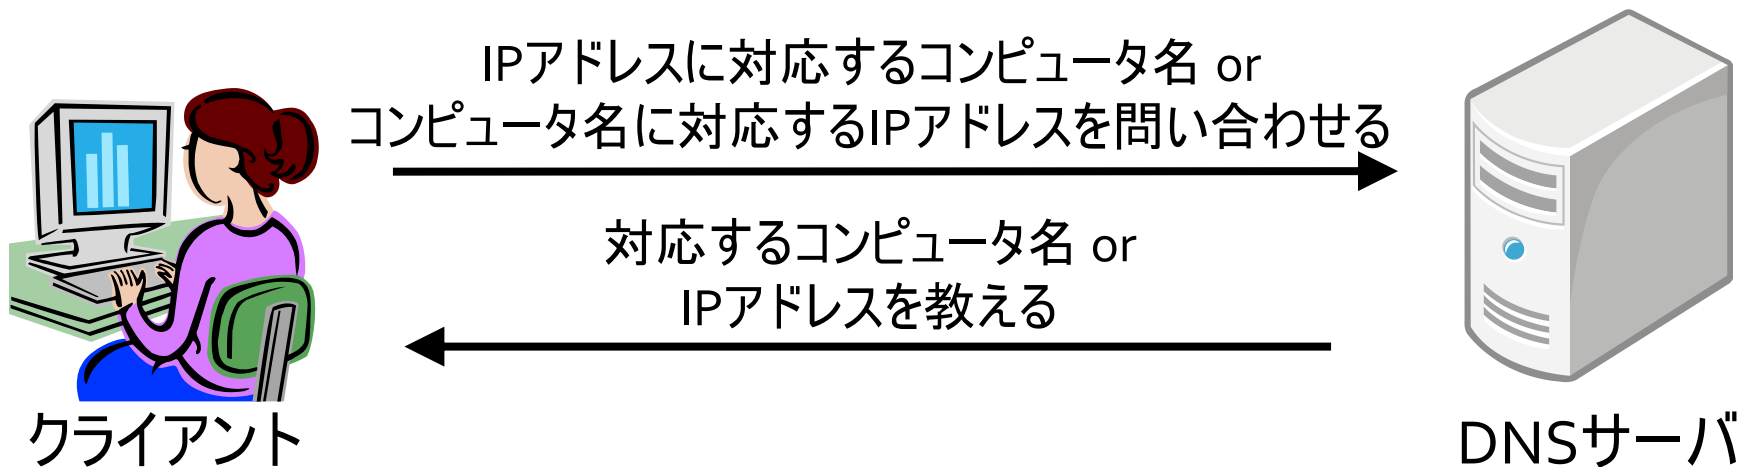 IPアドレスに対応するコンピュータ名 or
コンピュータ名に対応するIPアドレスを問い合わせる
対応するコンピュータ名 or
IPアドレスを教える
クライアント
DNSサーバ